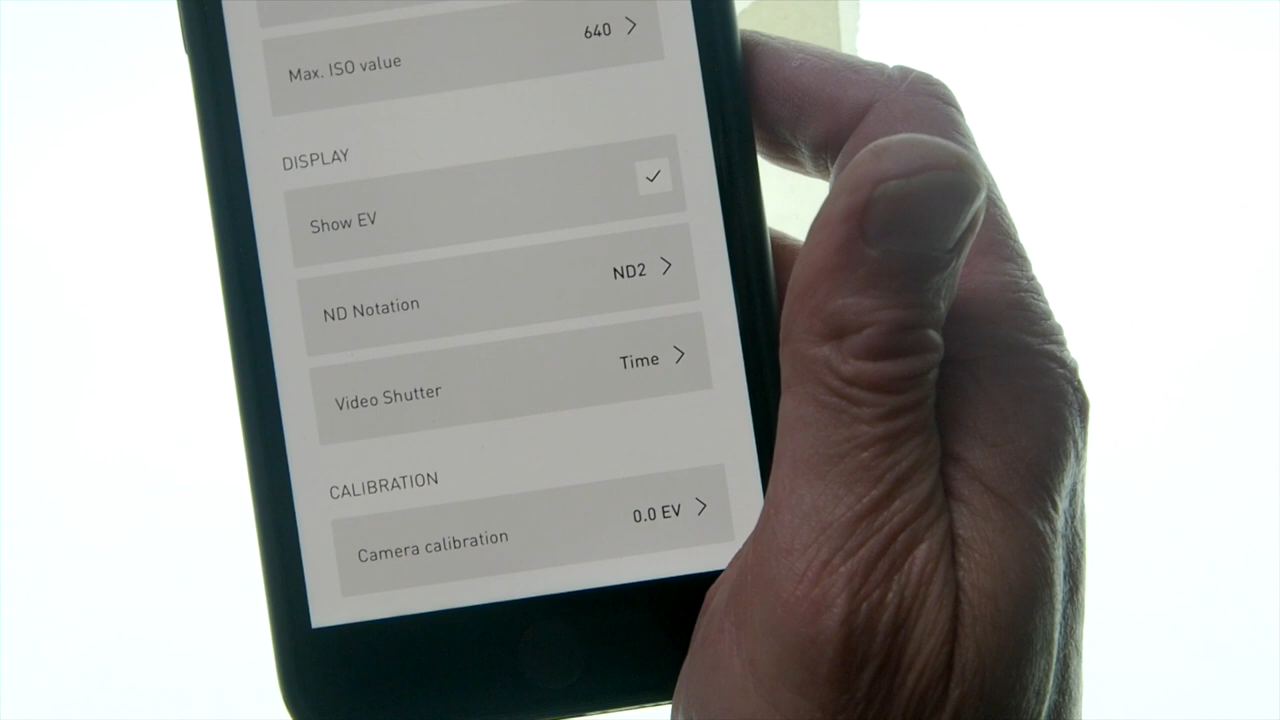 640
Max. ISO value
DISPLAY
Show EV
ND2
ND Notation
Time
Video Shutter
CALIBRATION
0.0 EV
Camera calibration